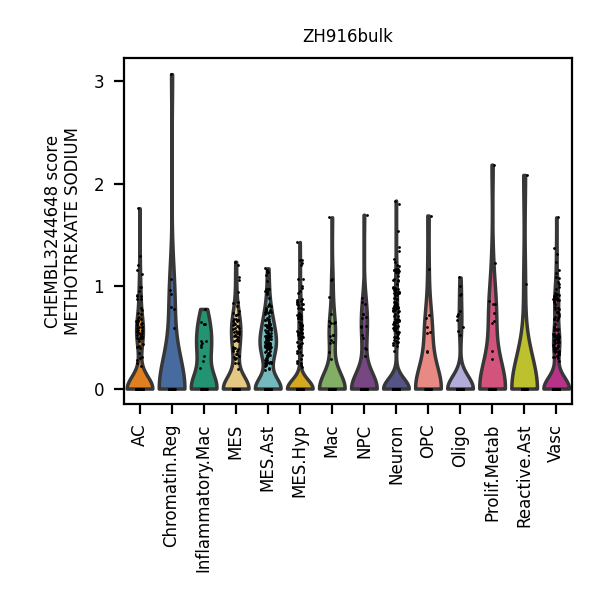 ZH916bulk
CHEMBL3244648 score
METHOTREXATE SODIUM
3
2
1
0
AC
Chromatin.Reg
Inflammatory.Mac
MES
MES.Ast
MES.Hyp
Mac
NPC
Neuron
OPC
Oligo
Prolif.Metab
Reactive.Ast
Vasc